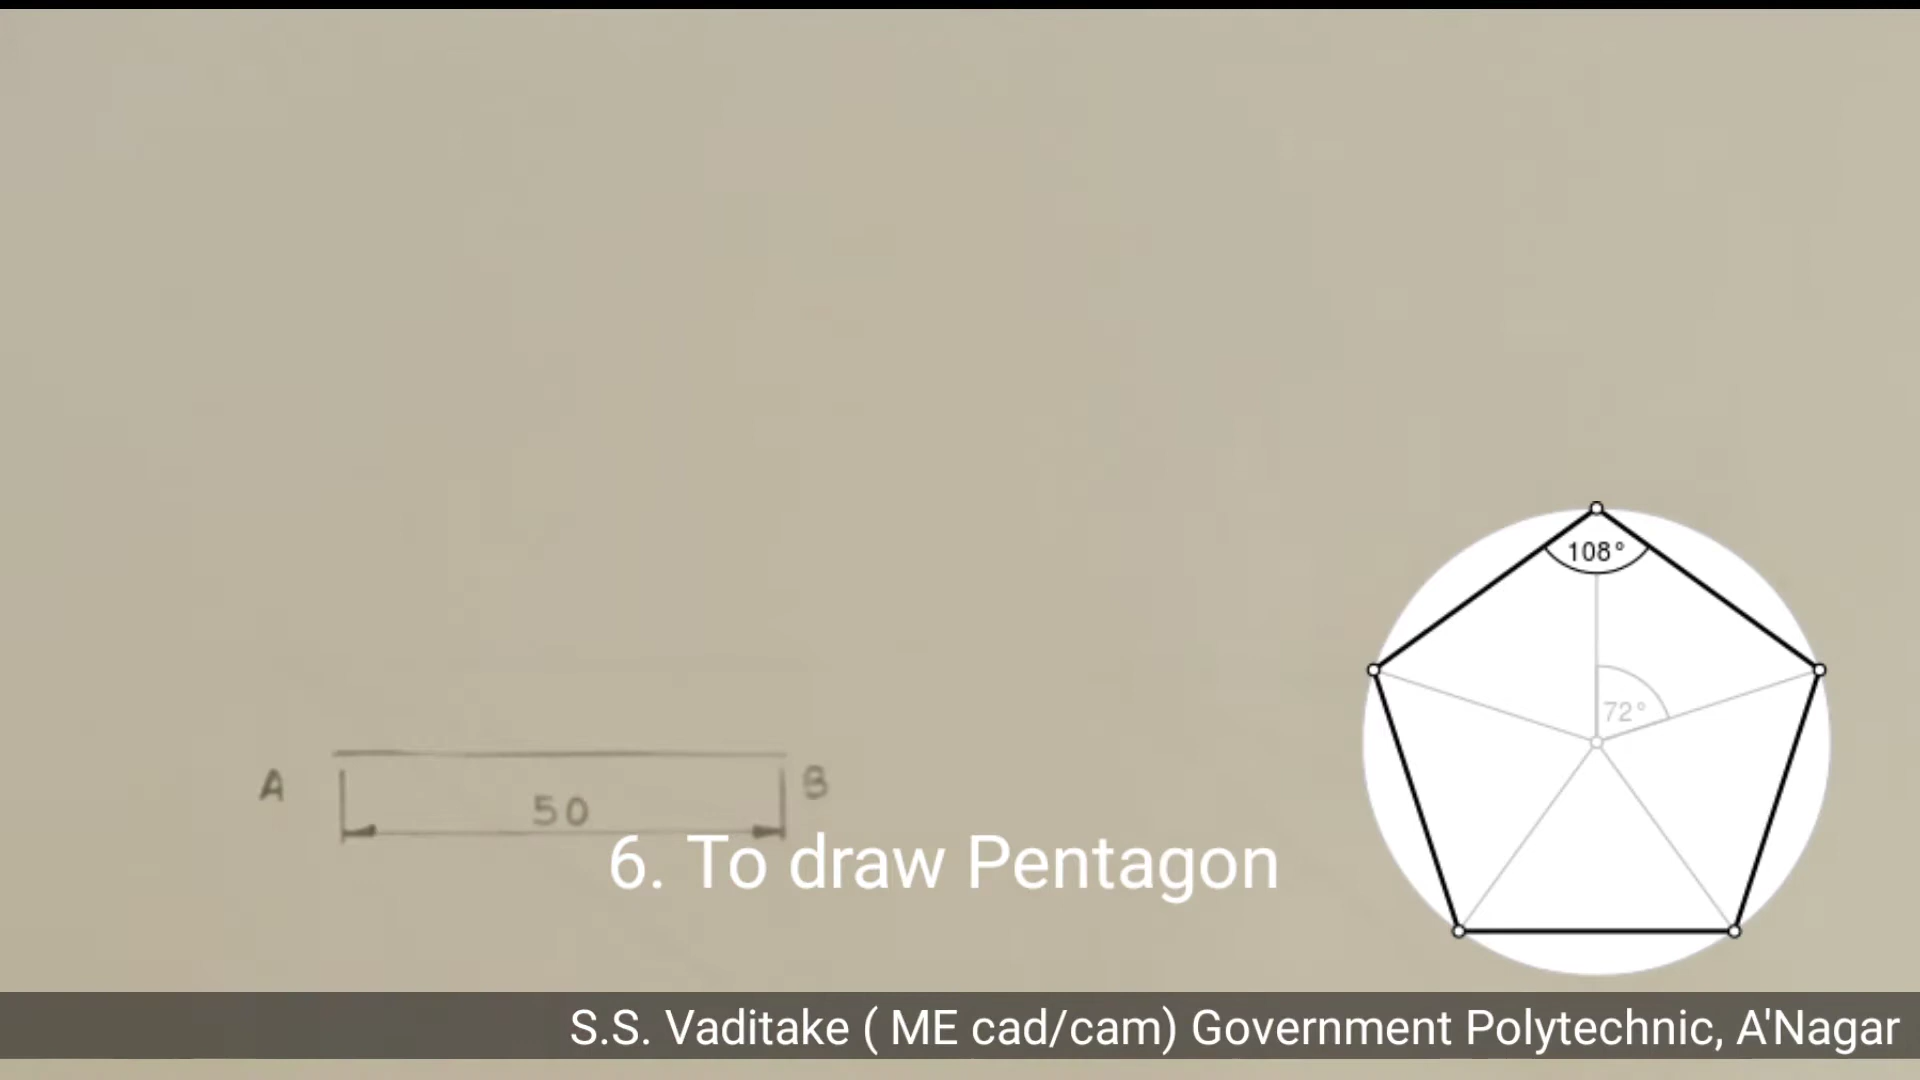 108°
72°
A
B
50
6. To draw Pentagon
S.S. Vaditake ( ME cad/cam) Government Polytechnic, A'Nagar